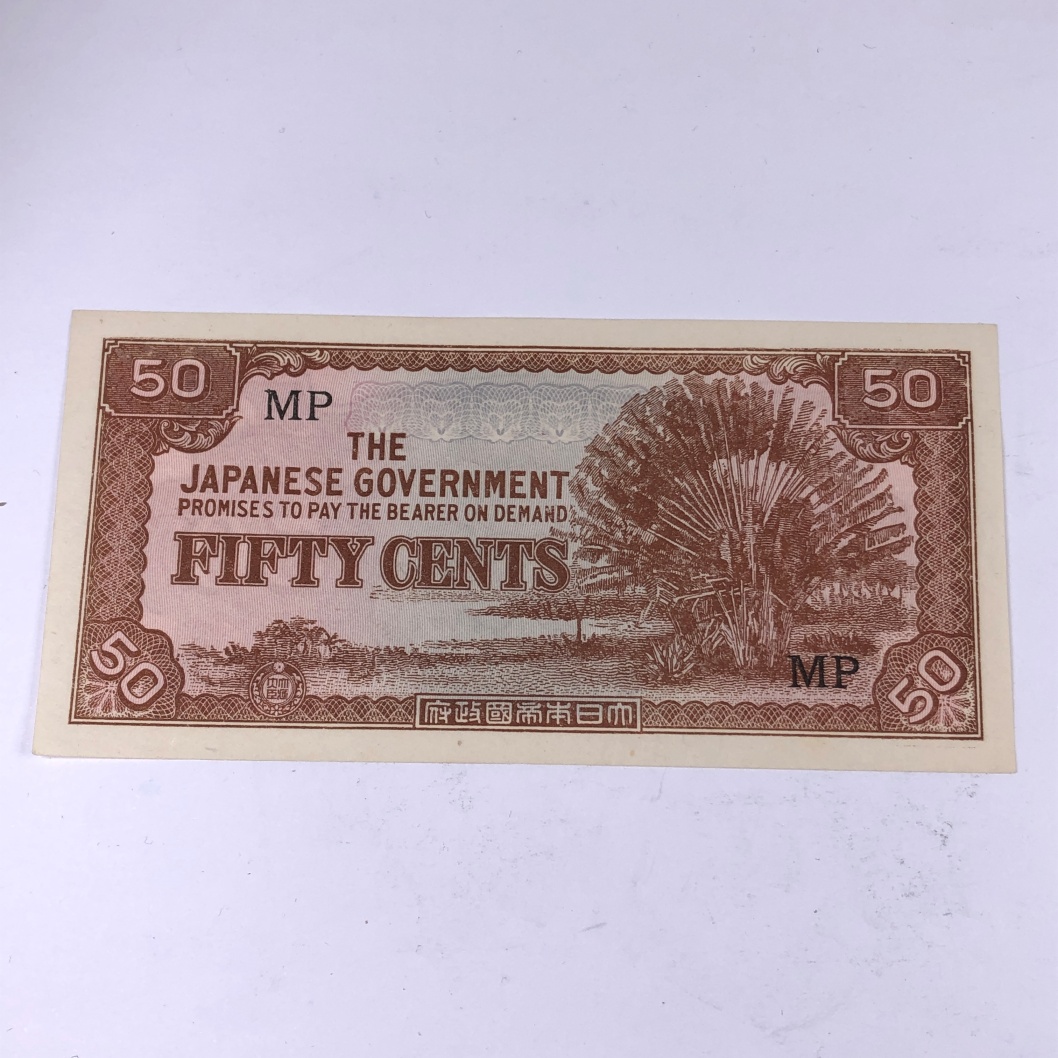 50
50
MP
THE
JAPANESE GOVERNMENT
PROMISES TO PAY THE BEARER ON DEMAND
FIFTY CENTS
MP
50
50
府政國帝本日大